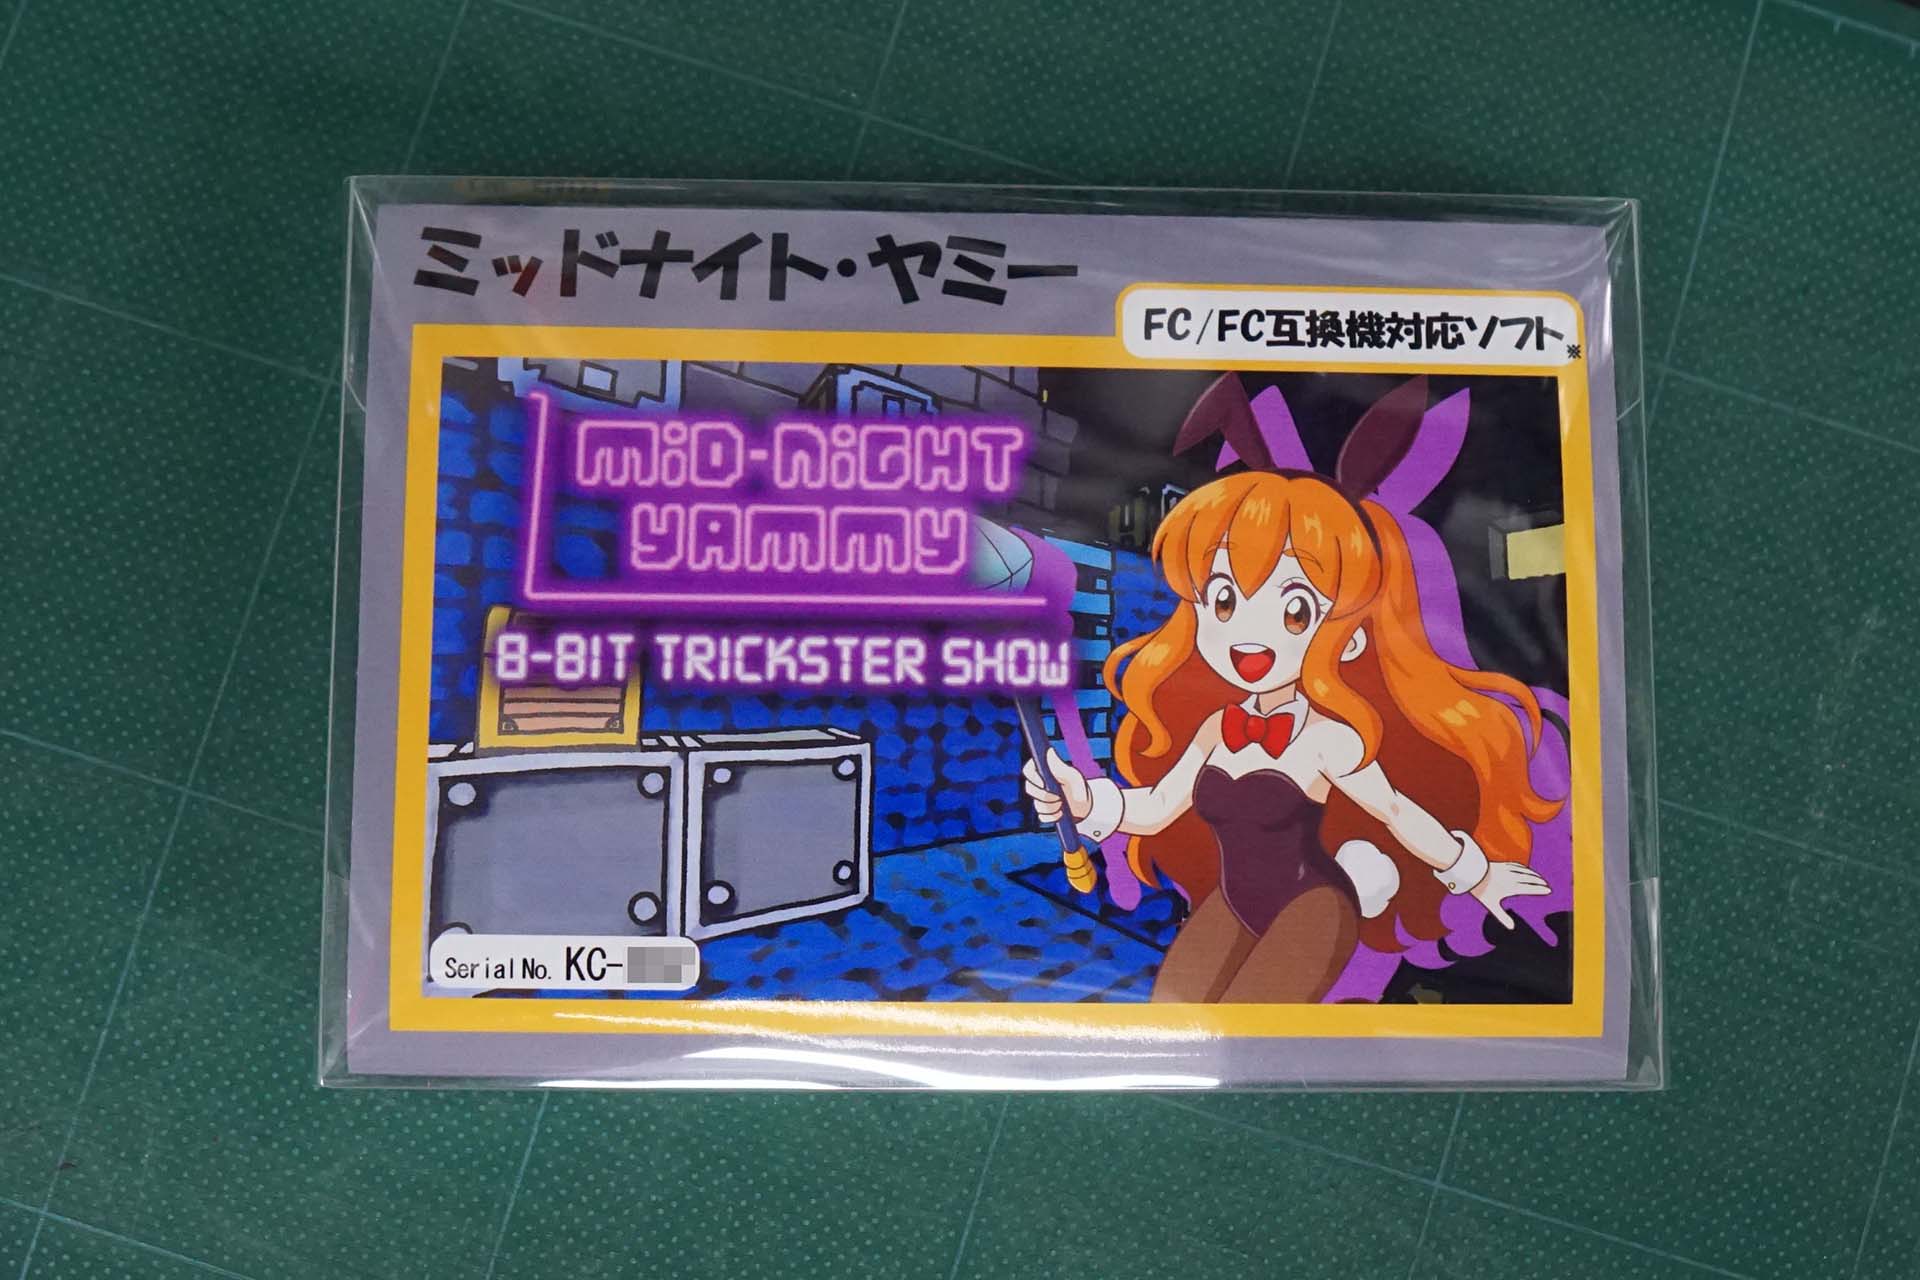 ミッドナイト・ヤミー
FC/FC互換機対応ソフト※
MiD-NiGHT
YAMMY
8-BIT TRICKSTER SHOW
Serial No. KC-